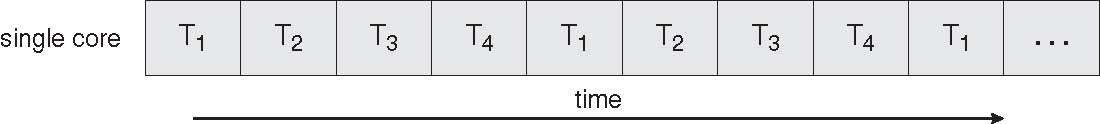 single core T₁ T₂ T₃ T₄ T₁ T₂ T₃ T₄ T₁ ...
time